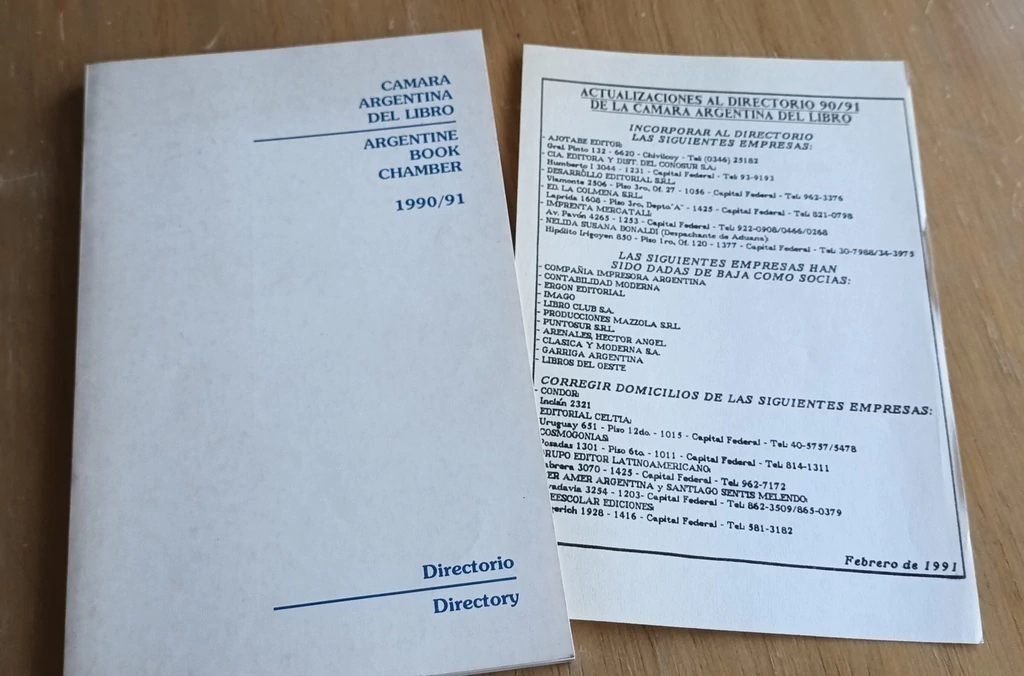 CAMARA
ARGENTINA
DEL LIBRO
ARGENTINE
BOOK
CHAMBER
1990/91
Directorio
Directory
ACTUALIZACIONES AL DIRECTORIO 90/91
DE LA CAMARA ARGENTINA DEL LIBRO
INCORPORAR AL DIRECTORIO
LAS SIGUIENTES EMPRESAS:
- AJOTABE EDITOR:
Gral. Pinto 132 - 6620 - Chivilcoy - Tel: (0346) 25182
- CIA. EDITORA Y DIST. DEL CONOSUR S.A.:
Humberto I 3044 - 1231 - Capital Federal - Tel: 93-9193
- DESARROLLO EDITORIAL S.R.L.:
Viamonte 2506 - Piso 3ro, Of. 27 - 1056 - Capital Federal - Tel.: 962-3376
- ED. LA COLMENA S.R.L.:
Laprida 1608 - Piso 3ro, Depto "A" - 1425 - Capital Federal - Tel.: 821-0798
- IMPRENTA MERCATALI:
Av. Pavón 4265 - 1253 - Capital Federal - Tel.: 922-0908/0466/0268
- NELIDA SUSANA BONALDI (Despachante de Aduana):
Hipólito Irigoyen 850 - Piso 1ro, Of. 120 - 1377 - Capital Federal - Tel.: 30-7988/34-3975
LAS SIGUIENTES EMPRESAS HAN
SIDO DADAS DE BAJA COMO SOCIAS:
- COMPAÑIA IMPRESORA ARGENTINA
- CONTABILIDAD MODERNA
- ERGON EDITORIAL
- IMAGO
- LIBRO CLUB S.A.
- PRODUCCIONES MAZZOLA S.R.L.
- PUNTOSUR S.R.L.
- ARENALES, HECTOR ANGEL
- CLASICA Y MODERNA S.A.
- GARRIGA ARGENTINA
- LIBROS DEL OESTE
CORREGIR DOMICILIOS DE LAS SIGUIENTES EMPRESAS:
- CONDOR:
Inclán 2321
EDITORIAL CELTIA:
Uruguay 651 - Piso 12do. - 1015 - Capital Federal - Tel.: 40-5757/5478
COSMOGONIAS:
Posadas 1301 - Piso 6to. - 1011 - Capital Federal - Tel.: 814-1311
GRUPO EDITOR LATINOAMERICANO:
abrera 3070 - 1425 - Capital Federal - Tel.: 962-7172
ER AMER ARGENTINA y SANTIAGO SENTIS MELENDO:
vadavia 3254 - 1203- Capital Federal - Tel.: 862-3509/865-0379
EESCOLAR EDICIONES:
erich 1928 - 1416 - Capital Federal - Tel.: 581-3182
Febrero de 1991